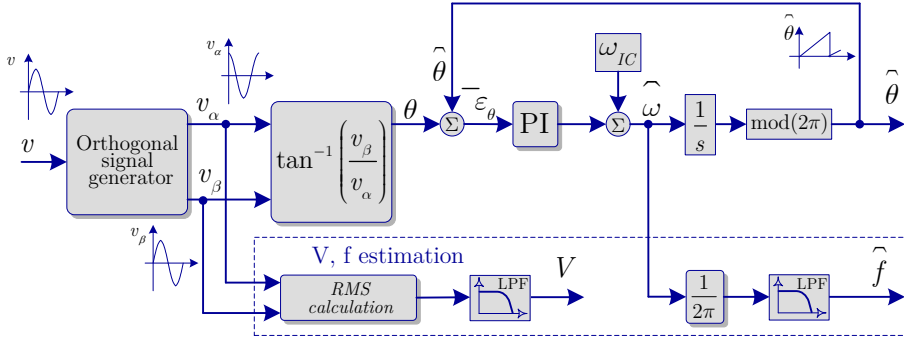 v
v
Orthogonal
signal
generator
v_α
v_α
v_β
v_β
tan⁻¹ (v_β / v_α)
θ
θ̂
Σ
−
ε_θ
PI
ω_IC
Σ
ω̂
1/s
mod(2π)
θ̂
θ̂
V, f estimation
RMS
calculation
LPF
V
1/2π
LPF
f̂